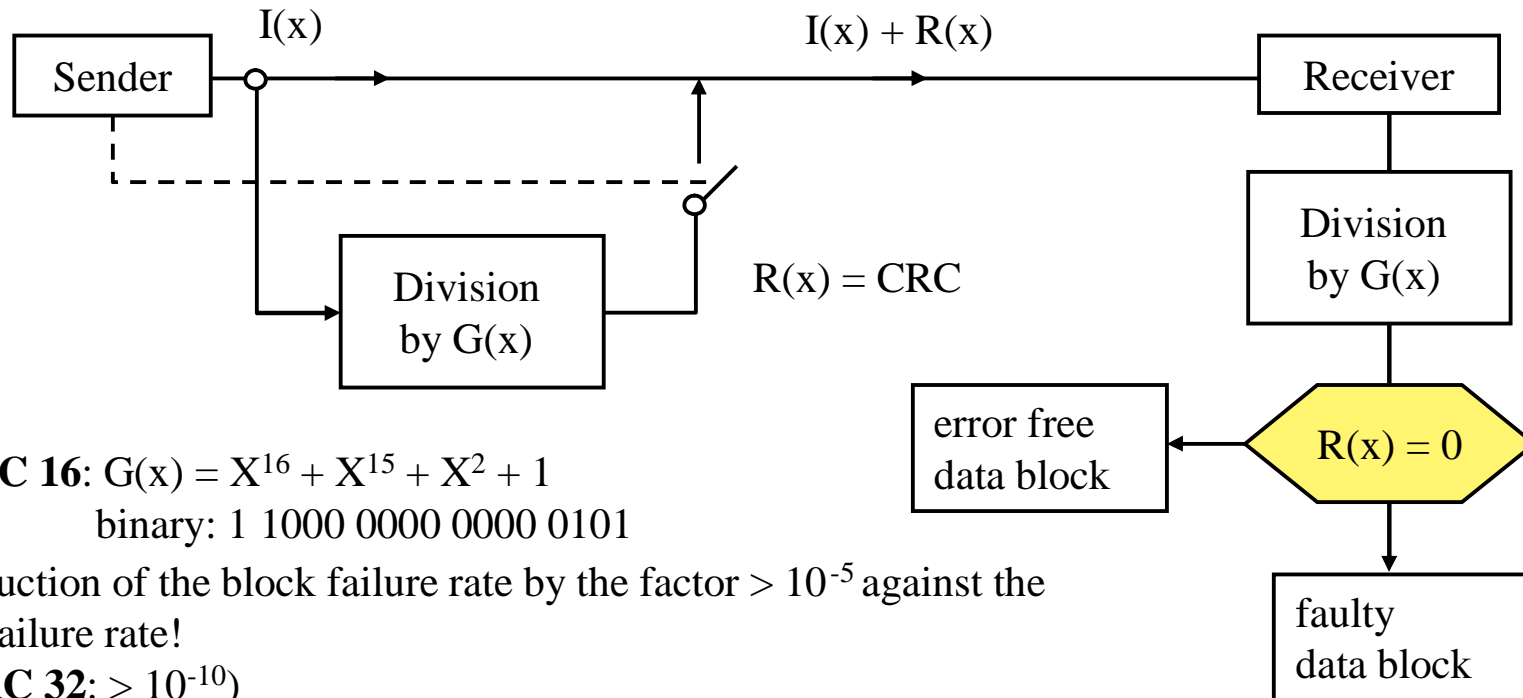 I(x)
I(x) + R(x)
Sender
Receiver
Division
by G(x)
R(x) = CRC
Division
by G(x)
error free
data block
R(x) = 0
C 16: G(x) = X¹⁶ + X¹⁵ + X² + 1
binary: 1 1000 0000 0000 0101
uction of the block failure rate by the factor > 10⁻⁵ against the
ailure rate!
C 32: > 10⁻¹⁰)
faulty
data block